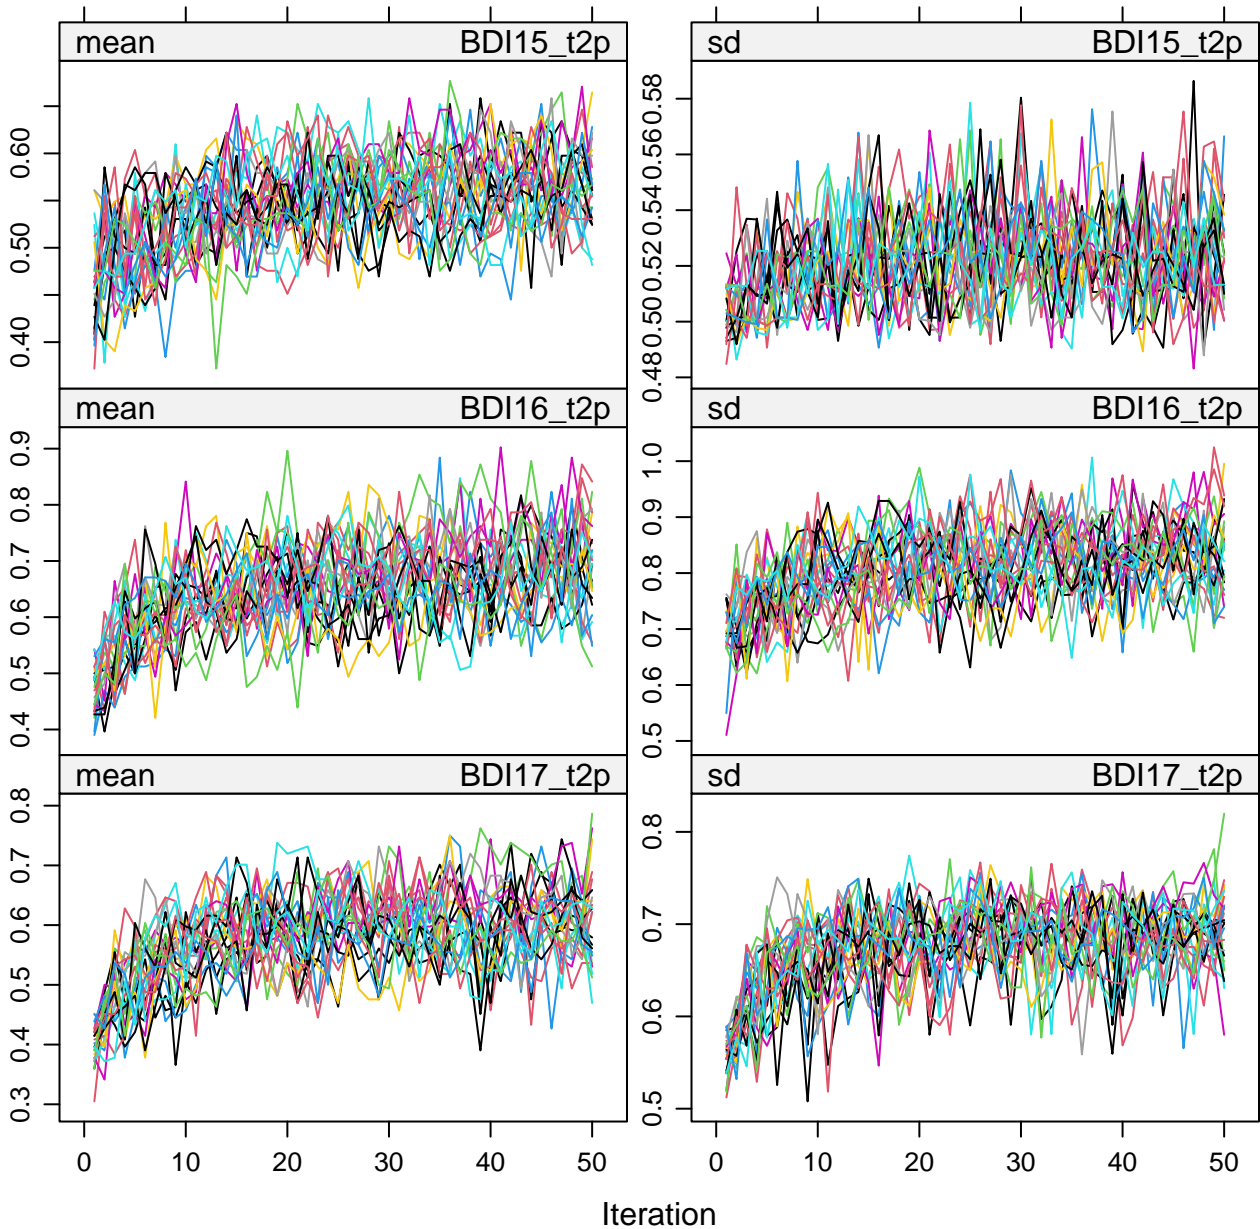 mean BDI15_t2p sd BDI15_t2p
0.40 0.50 0.60
0.48 0.50 0.52 0.54 0.56 0.58
mean BDI16_t2p sd BDI16_t2p
0.4 0.5 0.6 0.7 0.8 0.9
0.5 0.6 0.7 0.8 0.9 1.0
mean BDI17_t2p sd BDI17_t2p
0.3 0.4 0.5 0.6 0.7 0.8
0.5 0.6 0.7 0.8
0 10 20 30 40 50 0 10 20 30 40 50
Iteration